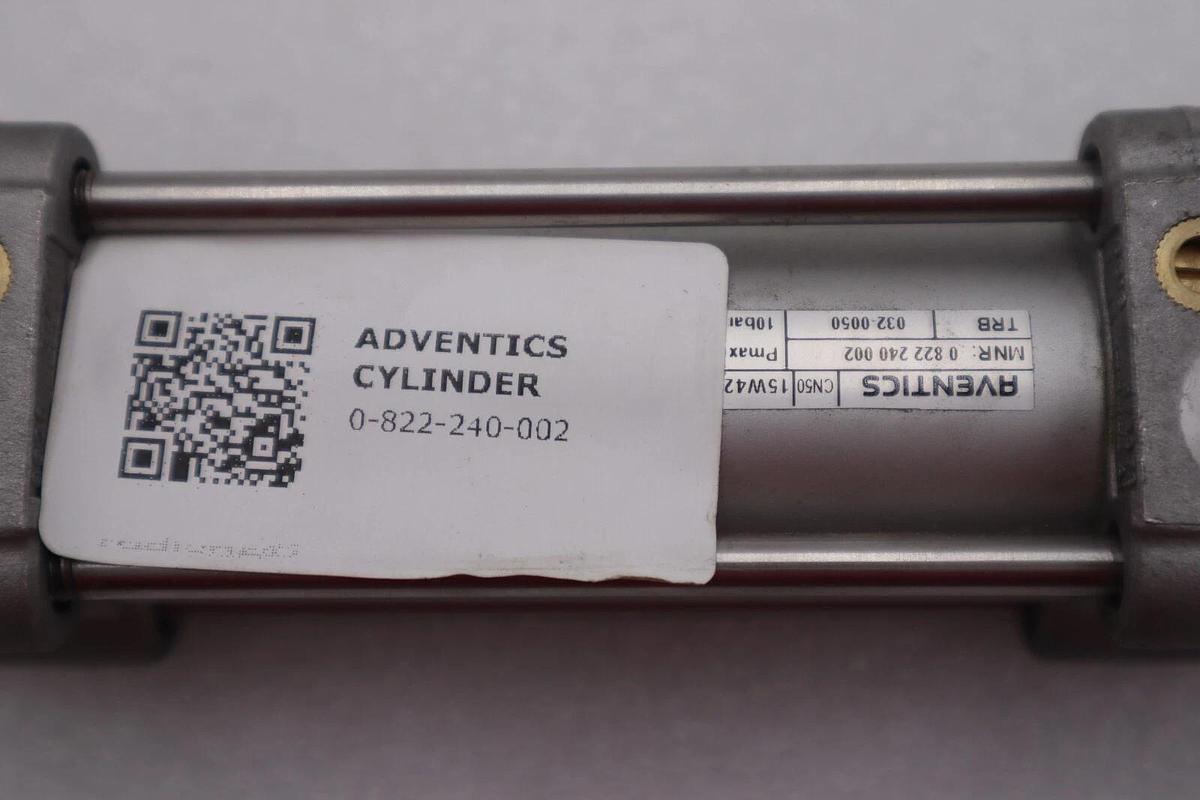 ADVENTICS
CYLINDER
0-822-240-002
AVENTICS CN50 15W42
MNR: 0 822 240 002 Pmax
TRB 032-0050 10bar